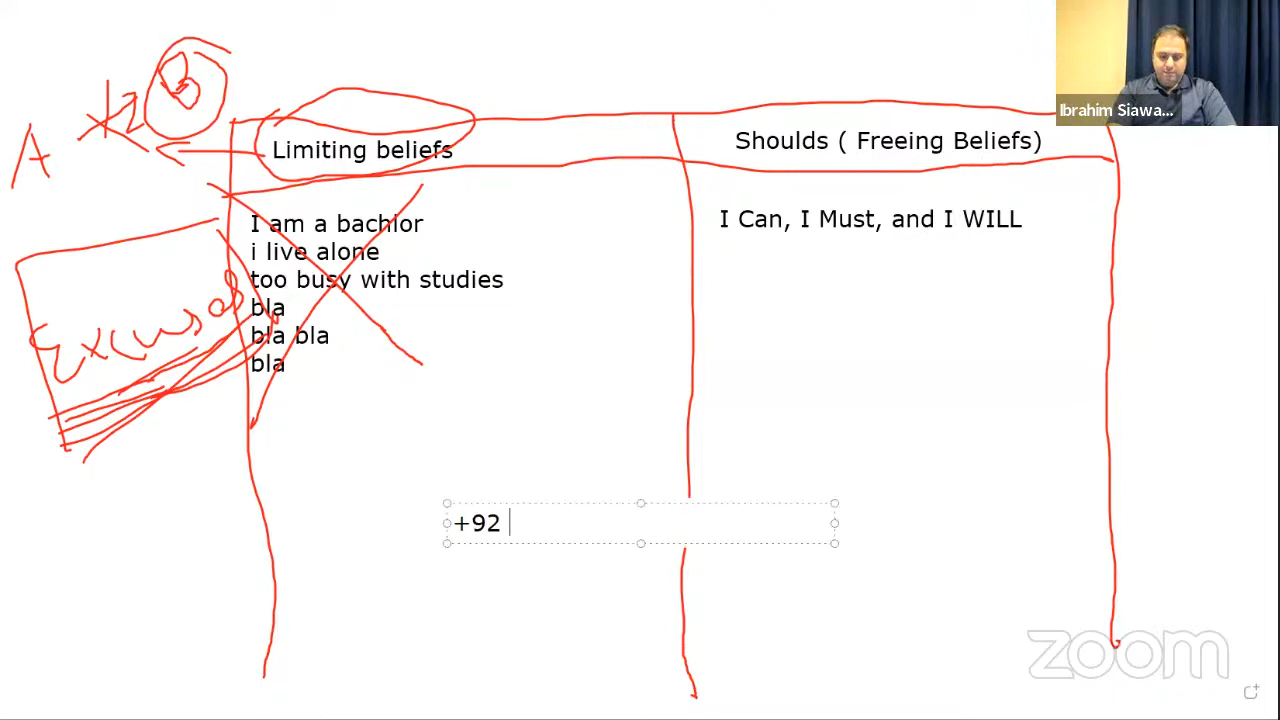 B
A
Limiting beliefs
Shoulds ( Freeing Beliefs)
I am a bachlor
i live alone
too busy with studies
bla
bla bla
bla
I Can, I Must, and I WILL
Excuses
+92
Ibrahim Siawa...
zoom